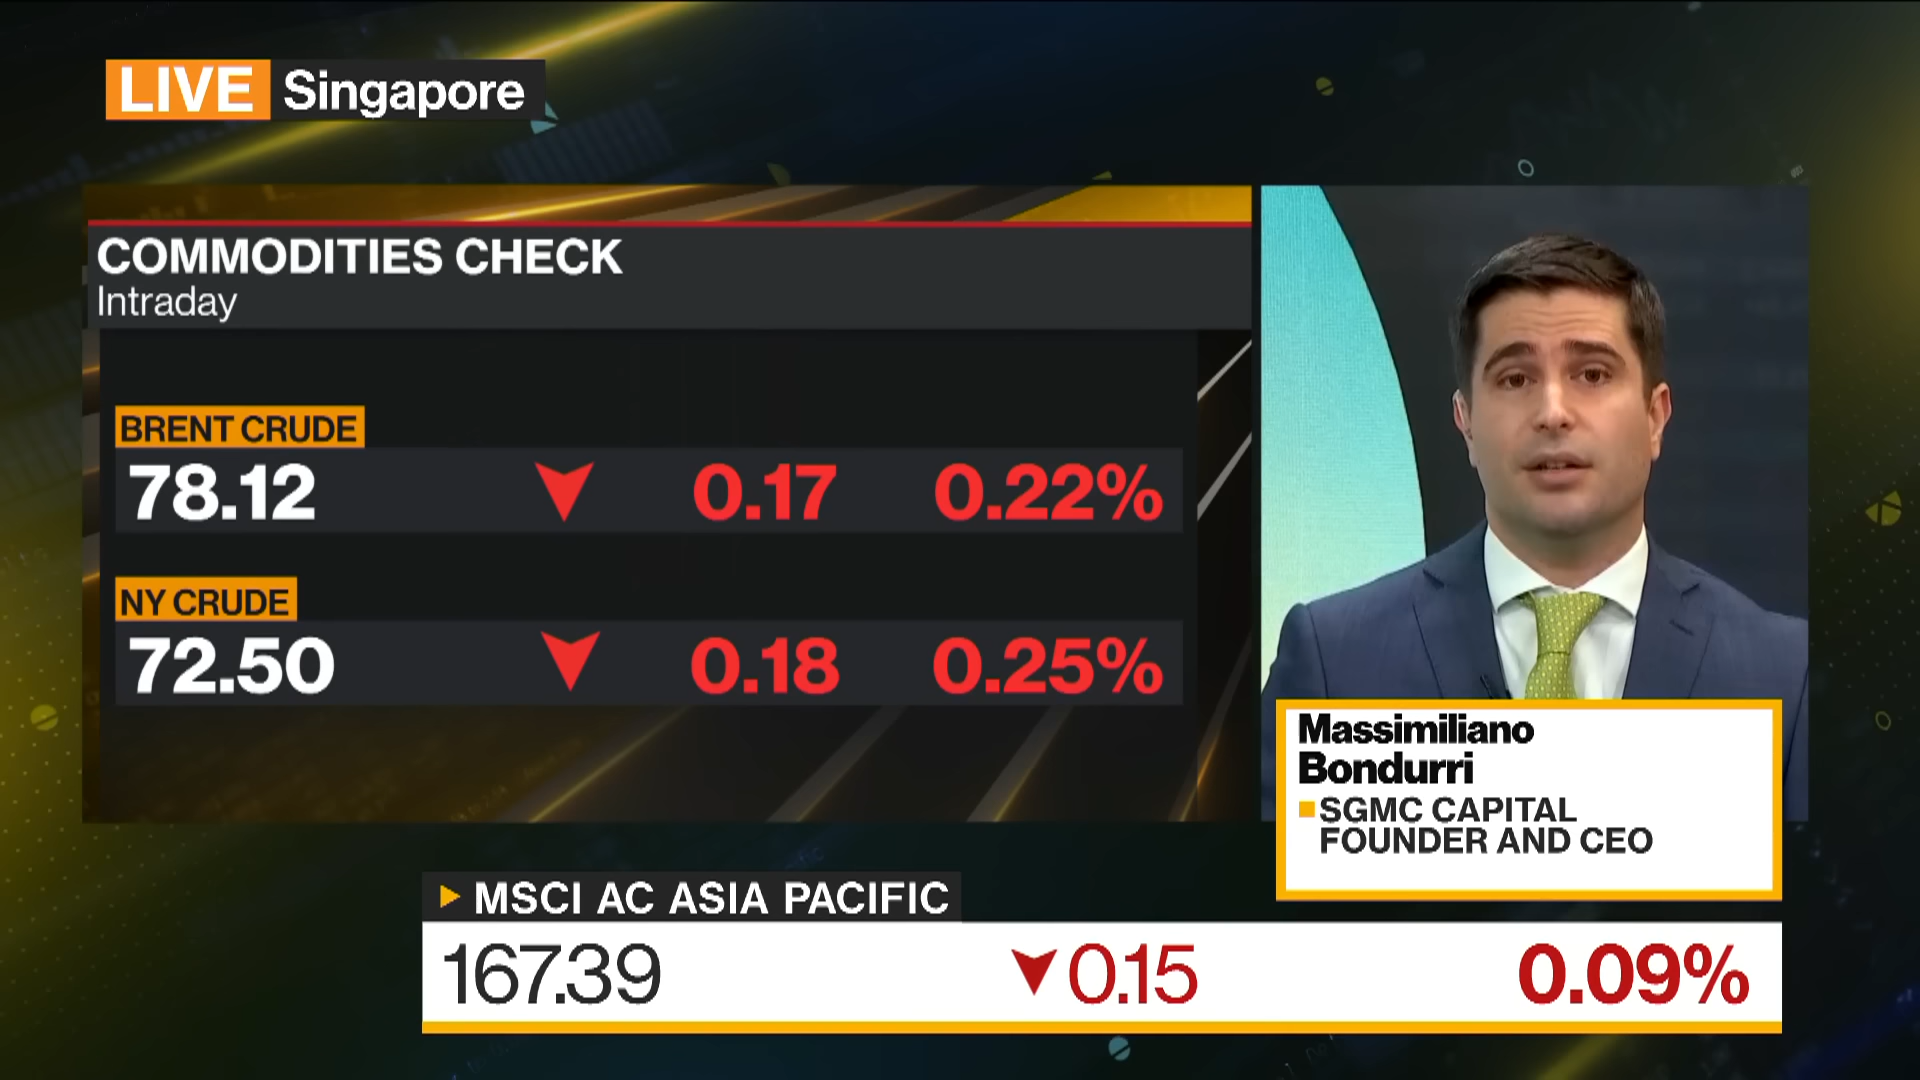 LIVE Singapore
COMMODITIES CHECK
Intraday
BRENT CRUDE
78.12 0.17 0.22%
NY CRUDE
72.50 0.18 0.25%
Massimiliano
Bondurri
SGMC CAPITAL
FOUNDER AND CEO
MSCI AC ASIA PACIFIC
167.39 0.15 0.09%